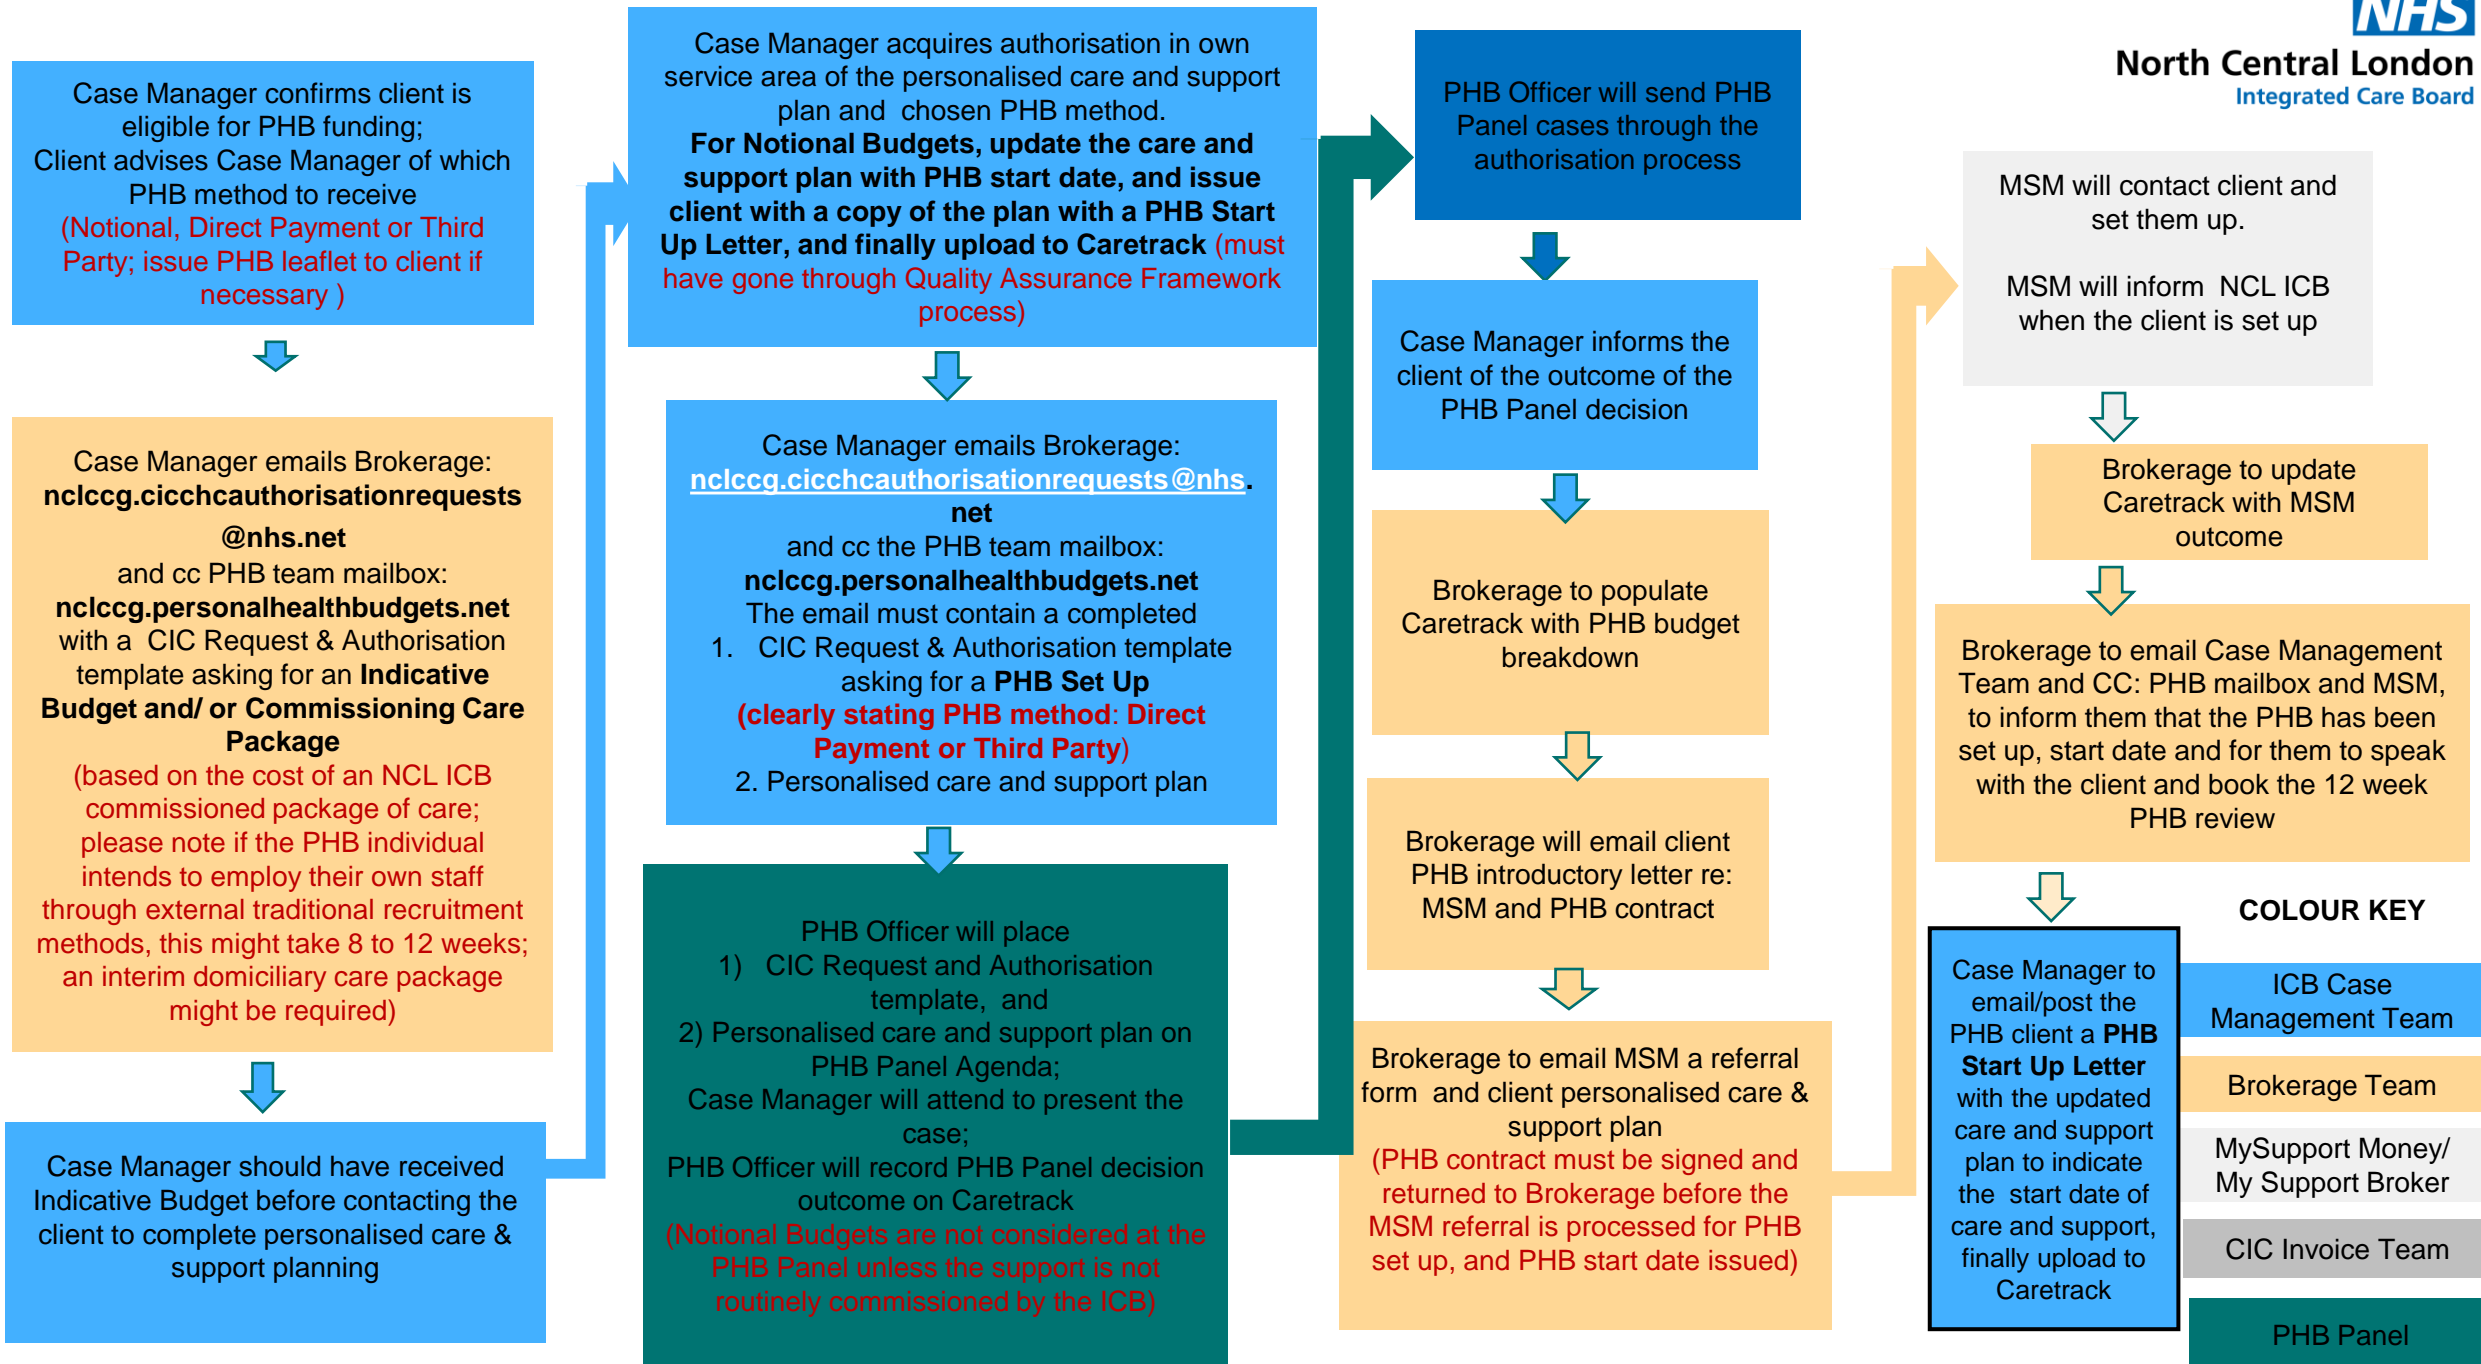 Case Manager confirms client is
eligible for PHB funding;
Client advises Case Manager of which
PHB method to receive
(Notional, Direct Payment or Third
Party; issue PHB leaflet to client if
necessary )
Case Manager emails Brokerage:
nclccg.cicchcauthorisationrequests
@nhs.net
and cc PHB team mailbox:
nclccg.personalhealthbudgets.net
with a CIC Request & Authorisation
template asking for an Indicative
Budget and/ or Commissioning Care
Package
(based on the cost of an NCL ICB
commissioned package of care;
please note if the PHB individual
intends to employ their own staff
through external traditional recruitment
methods, this might take 8 to 12 weeks;
an interim domiciliary care package
might be required)
Case Manager should have received
Indicative Budget before contacting the
client to complete personalised care &
support planning
Case Manager acquires authorisation in own
service area of the personalised care and support
plan and chosen PHB method.
For Notional Budgets, update the care and
support plan with PHB start date, and issue
client with a copy of the plan with a PHB Start
Up Letter, and finally upload to Caretrack (must
have gone through Quality Assurance Framework
process)
Case Manager emails Brokerage:
nclccg.cicchcauthorisationrequests@nhs.
net
and cc the PHB team mailbox:
nclccg.personalhealthbudgets.net
The email must contain a completed
1. CIC Request & Authorisation template
asking for a PHB Set Up
(clearly stating PHB method: Direct
Payment or Third Party)
2. Personalised care and support plan
PHB Officer will place
1) CIC Request and Authorisation
template, and
2) Personalised care and support plan on
PHB Panel Agenda;
Case Manager will attend to present the
case;
PHB Officer will record PHB Panel decision
outcome on Caretrack
(Notional Budgets are not considered at the
PHB Panel unless the support is not
routinely commissioned by the ICB)
PHB Officer will send PHB
Panel cases through the
authorisation process
Case Manager informs the
client of the outcome of the
PHB Panel decision
Brokerage to populate
Caretrack with PHB budget
breakdown
Brokerage will email client
PHB introductory letter re:
MSM and PHB contract
Brokerage to email MSM a referral
form and client personalised care &
support plan
(PHB contract must be signed and
returned to Brokerage before the
MSM referral is processed for PHB
set up, and PHB start date issued)
NHS
North Central London
Integrated Care Board
MSM will contact client and
set them up.
MSM will inform NCL ICB
when the client is set up
Brokerage to update
Caretrack with MSM
outcome
Brokerage to email Case Management
Team and CC: PHB mailbox and MSM,
to inform them that the PHB has been
set up, start date and for them to speak
with the client and book the 12 week
PHB review
Case Manager to
email/post the
PHB client a PHB
Start Up Letter
with the updated
care and support
plan to indicate
the start date of
care and support,
finally upload to
Caretrack
COLOUR KEY
ICB Case
Management Team
Brokerage Team
MySupport Money/
My Support Broker
CIC Invoice Team
PHB Panel